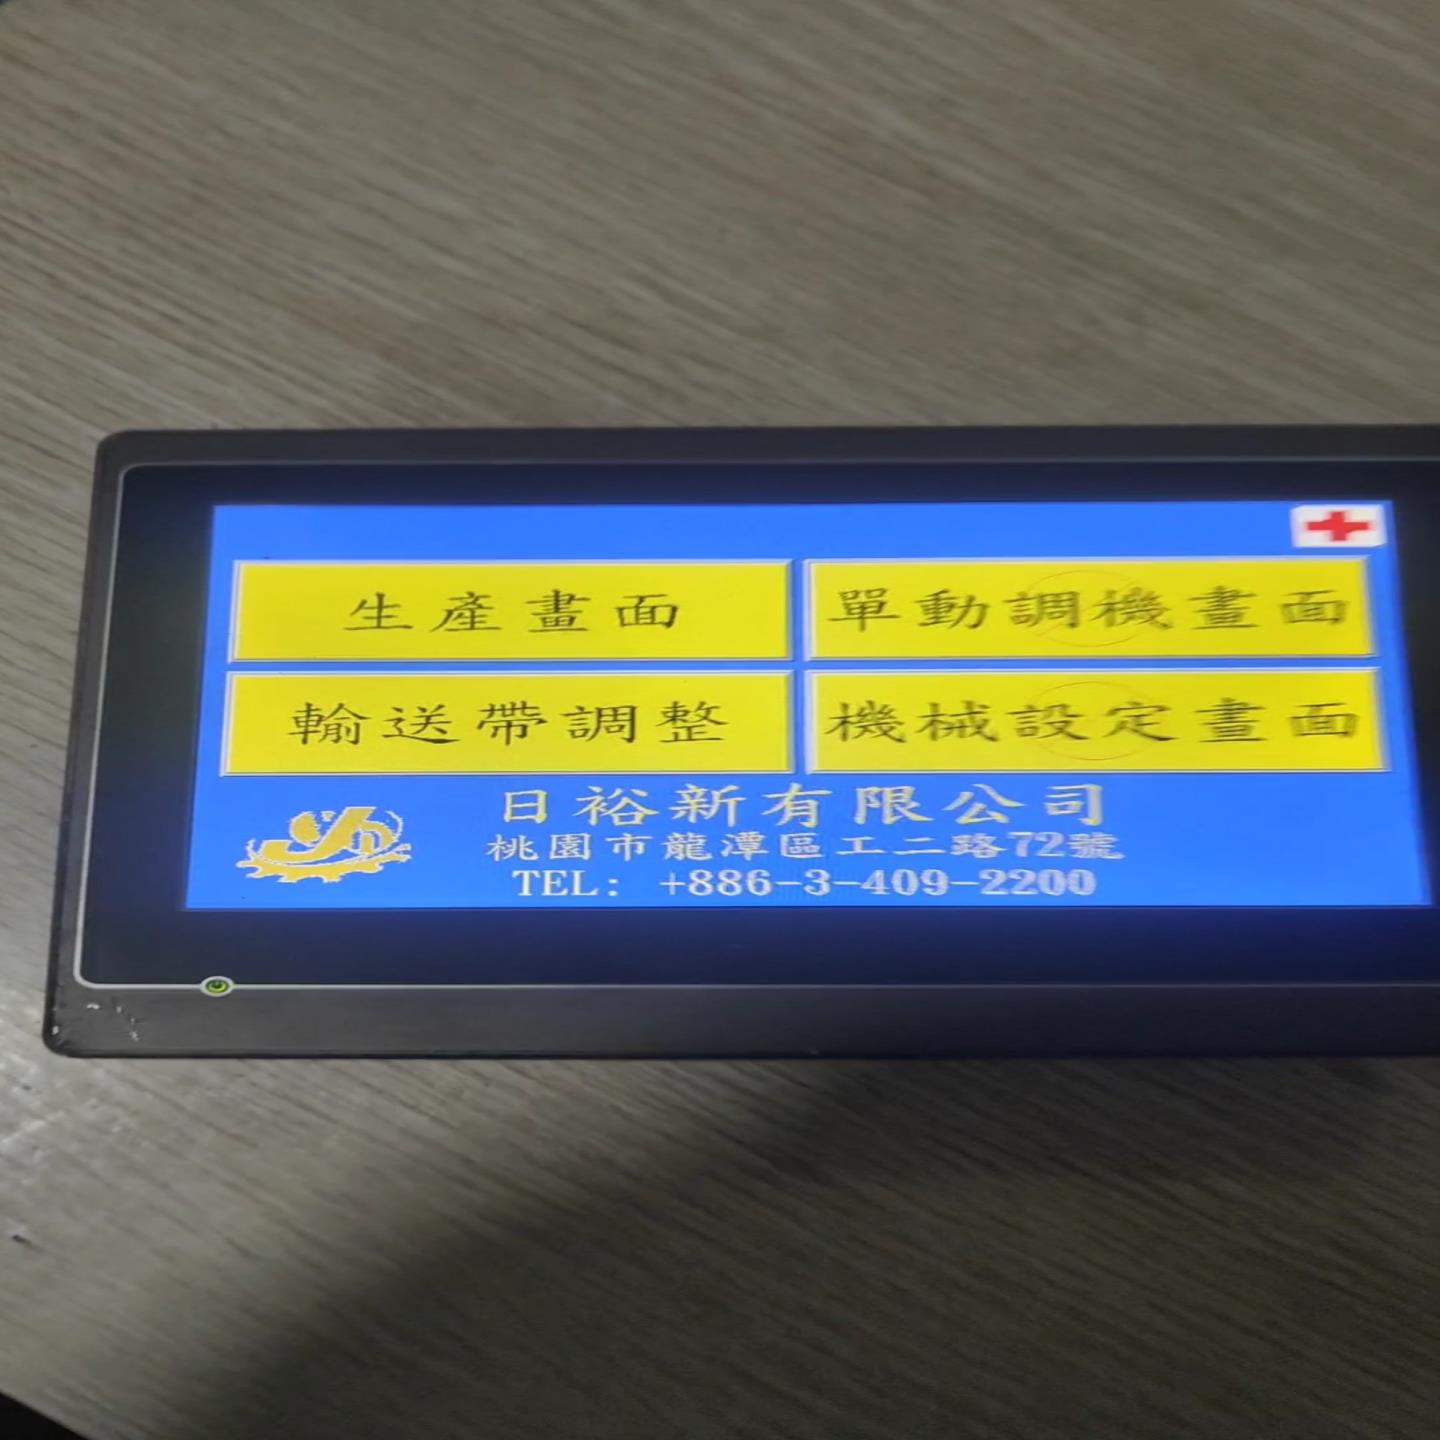 生產畫面
單動調機畫面
輸送帶調整
機械設定畫面
日裕新有限公司
桃園市龍潭區工二路72號
TEL: +886-3-409-2200